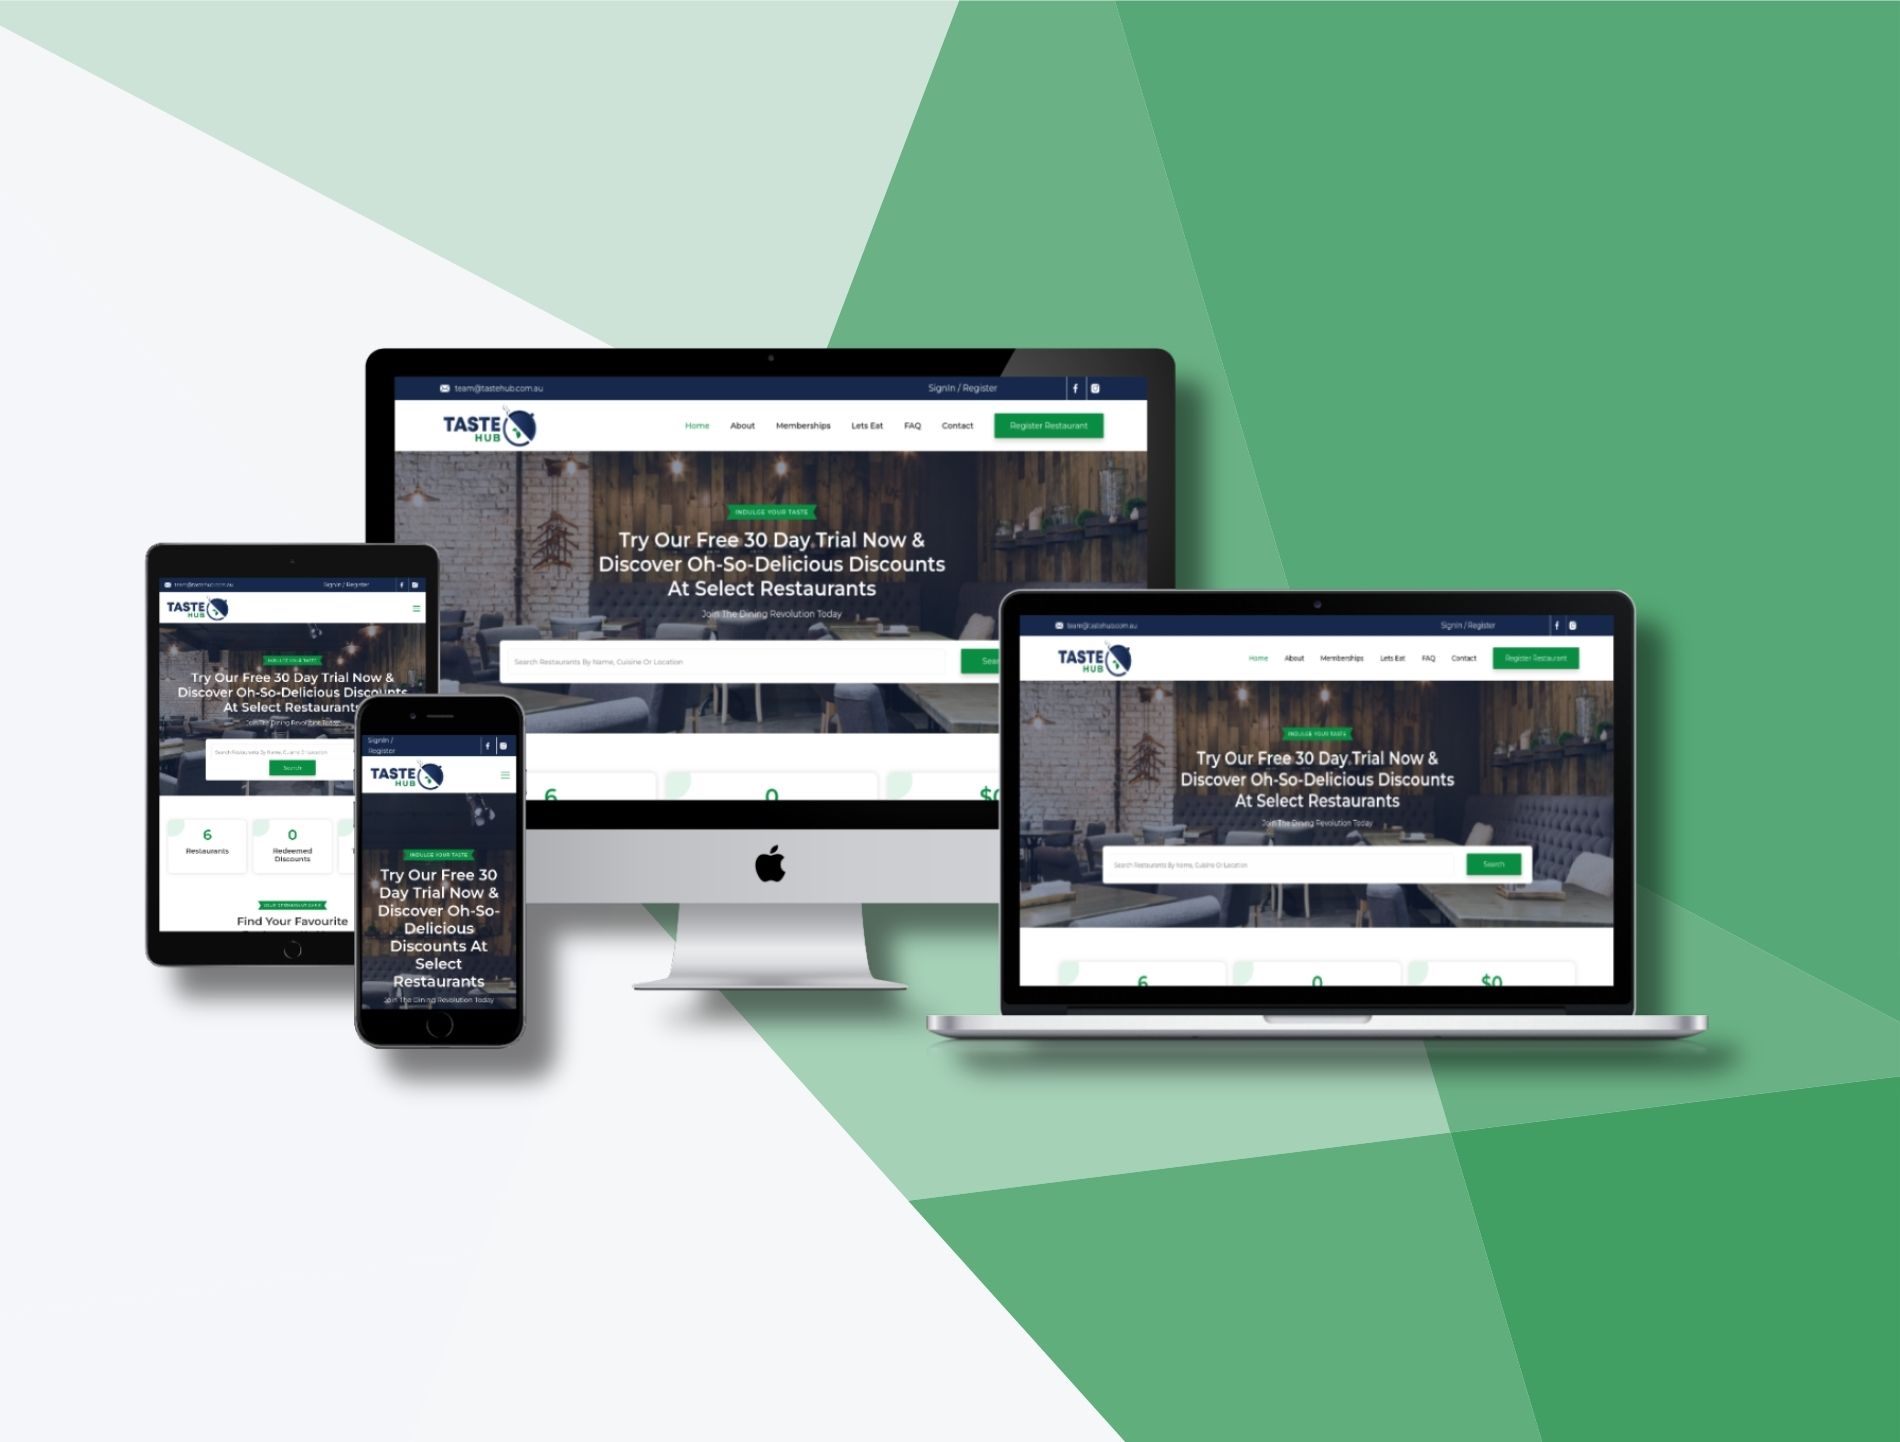 team@tastehub.com.au
SignIn / Register
TASTE
HUB
Home
About
Memberships
Lets Eat
FAQ
Contact
Register Restaurant
INDULGE YOUR TASTE
Try Our Free 30 Day Trial Now &
Discover Oh-So-Delicious Discounts
At Select Restaurants
Join The Dining Revolution Today
Search Restaurants By Name, Cuisine Or Location
6
0
team@tastehub.com.au
SignIn / Register
TASTE
HUB
INDULGE YOUR TASTE
Try Our Free 30 Day Trial Now &
Discover Oh-So-Delicious Discounts
At Select Restaurants
Join The Dining Revolution Today
Search Restaurants By Name, Cuisine Or Location
Search
6
Restaurants
0
Redeemed
Discounts
Find Your Favourite
SignIn /
Register
TASTE
HUB
INDULGE YOUR TASTE
Try Our Free 30
Day Trial Now &
Discover Oh-So-
Delicious
Discounts At
Select
Restaurants
Join The Dining Revolution Today
team@tastehub.com.au
SignIn / Register
TASTE
HUB
Home
About
Memberships
Lets Eat
FAQ
Contact
Register Restaurant
INDULGE YOUR TASTE
Try Our Free 30 Day Trial Now &
Discover Oh-So-Delicious Discounts
At Select Restaurants
Join The Dining Revolution Today
Search Restaurants By Name, Cuisine Or Location
Search
6
0
$0